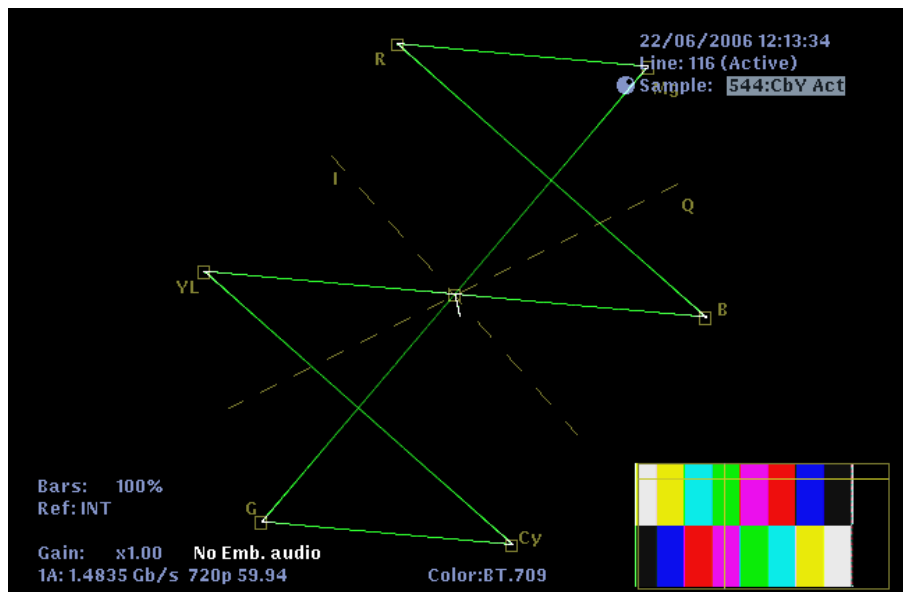 22/06/2006 12:13:34
R
Line: 116 (Active)
Mg
Sample: 544:CbY Act
I
Q
YL
B
Bars: 100%
Ref: INT
G
Cy
Gain: x1.00 No Emb. audio
1A: 1.4835 Gb/s 720p 59.94 Color:BT.709